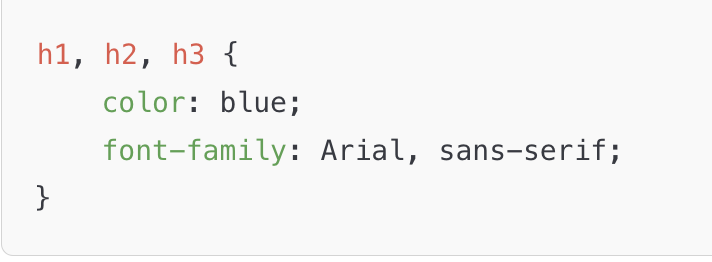 h1, h2, h3 {
    color: blue;
    font-family: Arial, sans-serif;
}